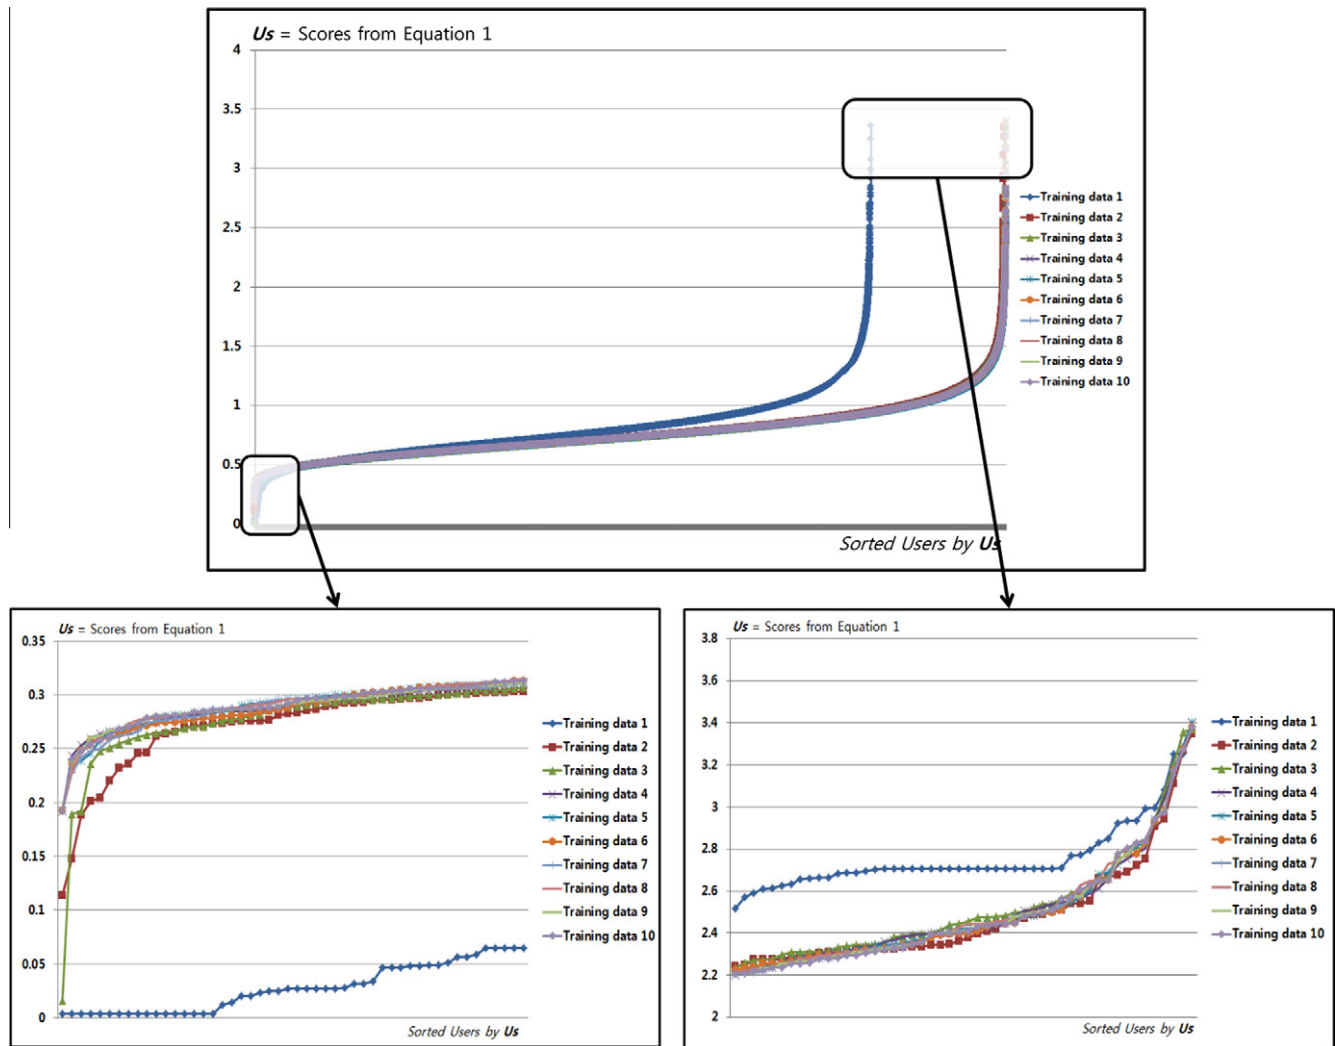 Us = Scores from Equation 1
4
3.5
3
2.5
2
1.5
1
0.5
0
Training data 1
Training data 2
Training data 3
Training data 4
Training data 5
Training data 6
Training data 7
Training data 8
Training data 9
Training data 10
Sorted Users by Us
Us = Scores from Equation 1
0.35
0.3
0.25
0.2
0.15
0.1
0.05
0
Training data 1
Training data 2
Training data 3
Training data 4
Training data 5
Training data 6
Training data 7
Training data 8
Training data 9
Training data 10
Sorted Users by Us
Us = Scores from Equation 1
3.8
3.6
3.4
3.2
3
2.8
2.6
2.4
2.2
2
Training data 1
Training data 2
Training data 3
Training data 4
Training data 5
Training data 6
Training data 7
Training data 8
Training data 9
Training data 10
Sorted Users by Us